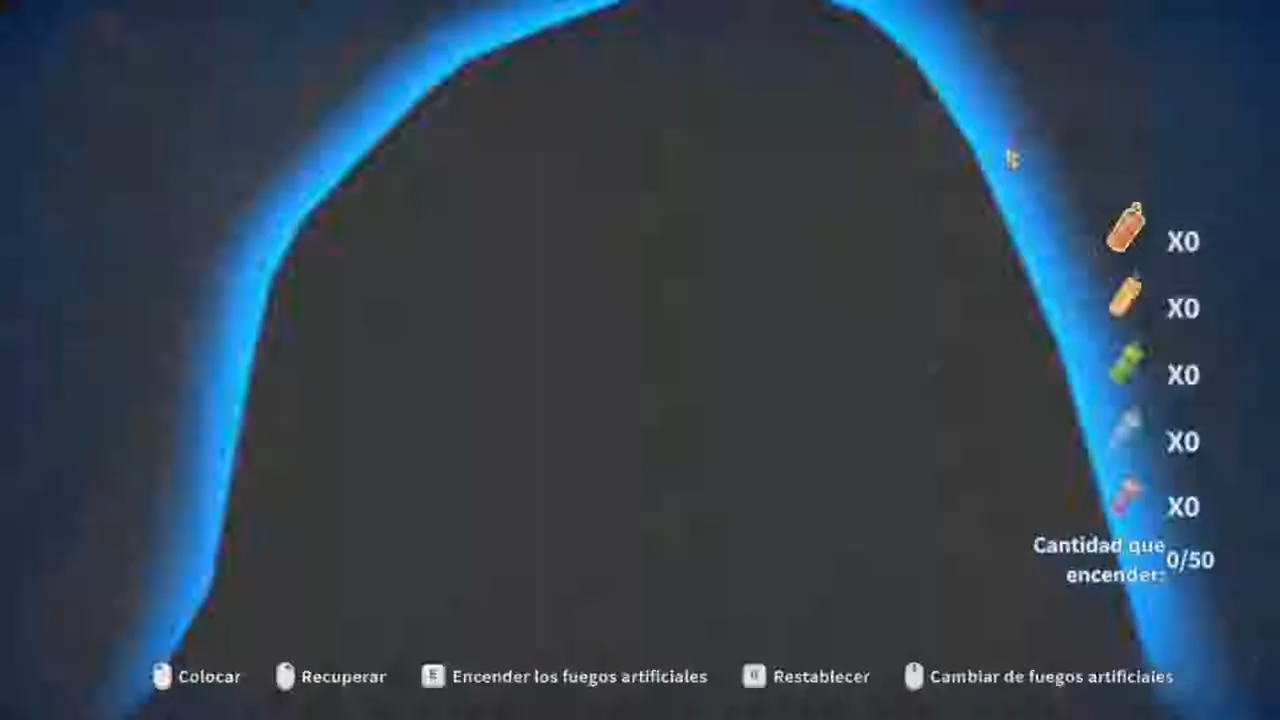 X0
X0
X0
X0
X0
Cantidad que
encender:
0/50
Colocar
Recuperar
E
Encender los fuegos artificiales
Restablecer
Cambiar de fuegos artificiales